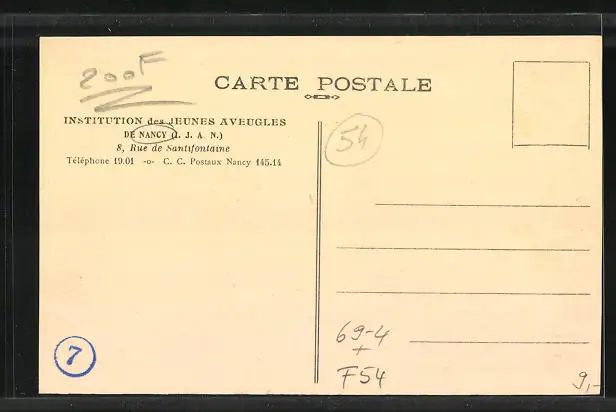 200F
CARTE POSTALE
INSTITUTION des JEUNES AVEUGLES
DE NANCY (I. J. A. N.)
8, Rue de Santifontaine
Téléphone 19.01 -o- C. C. Postaux Nancy 145.14
54
69-4
+
F54
7
9,-